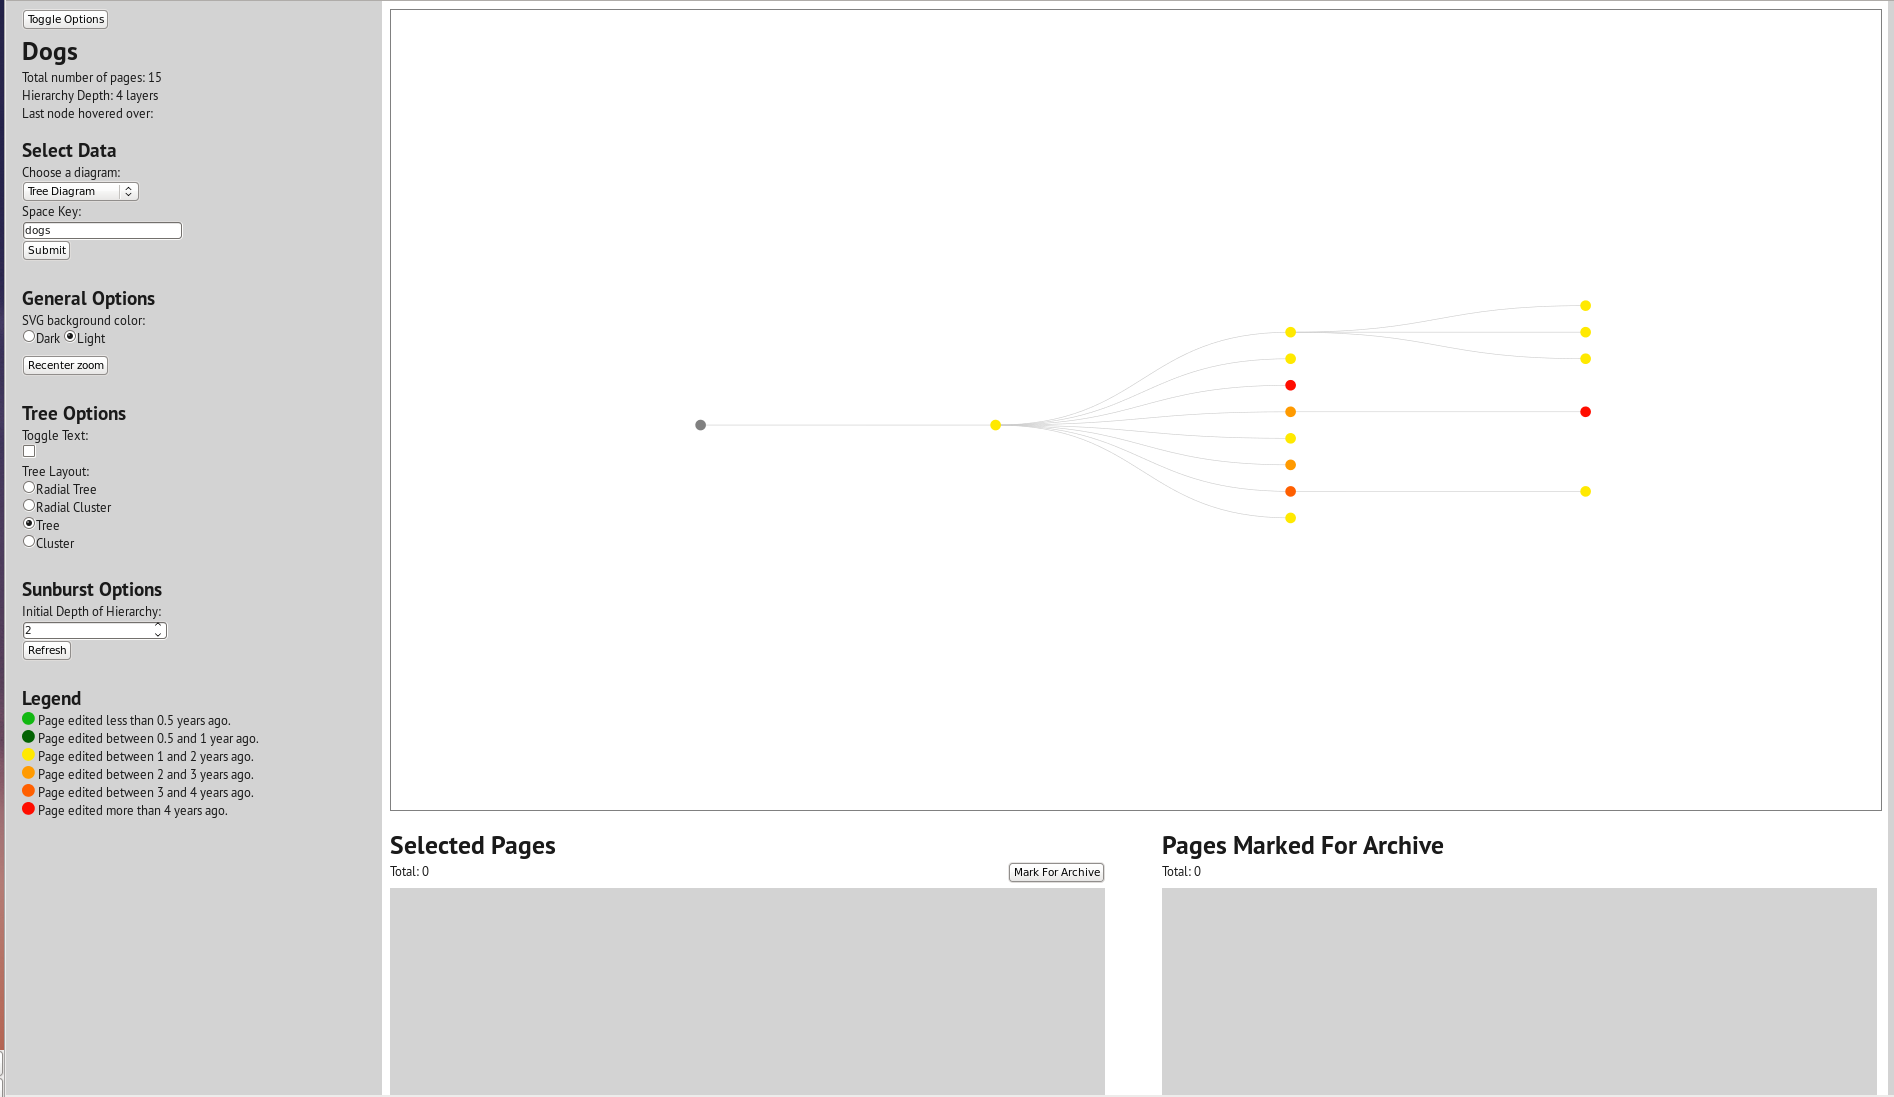 Toggle Options
Dogs
Total number of pages: 15
Hierarchy Depth: 4 layers
Last node hovered over:
Select Data
Choose a diagram:
Tree Diagram
Space Key:
dogs
Submit
General Options
SVG background color:
Dark Light
Recenter zoom
Tree Options
Toggle Text:
Tree Layout:
Radial Tree
Radial Cluster
Tree
Cluster
Sunburst Options
Initial Depth of Hierarchy:
2
Refresh
Legend
Page edited less than 0.5 years ago.
Page edited between 0.5 and 1 year ago.
Page edited between 1 and 2 years ago.
Page edited between 2 and 3 years ago.
Page edited between 3 and 4 years ago.
Page edited more than 4 years ago.
Selected Pages
Total: 0
Mark For Archive
Pages Marked For Archive
Total: 0